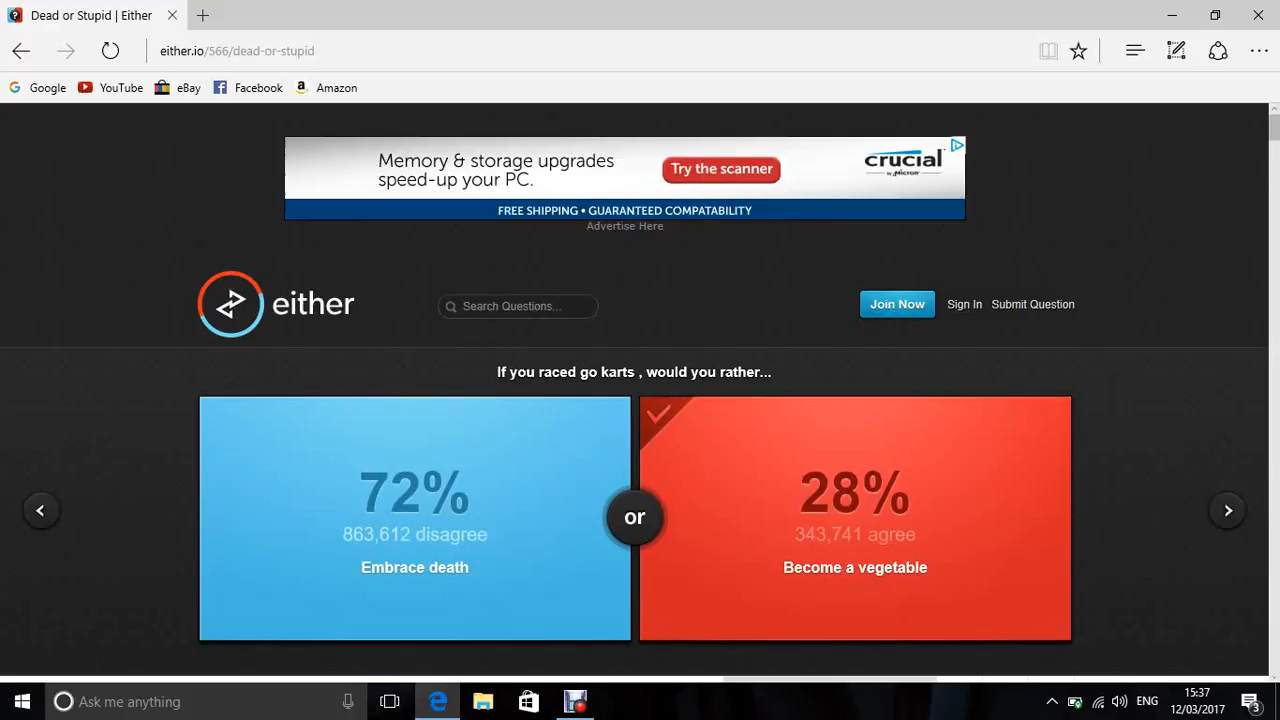 Dead or Stupid | Either
either.io/566/dead-or-stupid
Google YouTube eBay Facebook Amazon
Memory & storage upgrades
speed-up your PC.
Try the scanner
crucial
by Micron
FREE SHIPPING • GUARANTEED COMPATABILITY
Advertise Here
either
Search Questions...
Join Now Sign In Submit Question
If you raced go karts , would you rather...
72%
863,612 disagree
Embrace death
or
28%
343,741 agree
Become a vegetable
Ask me anything
ENG
15:37
12/03/2017
3